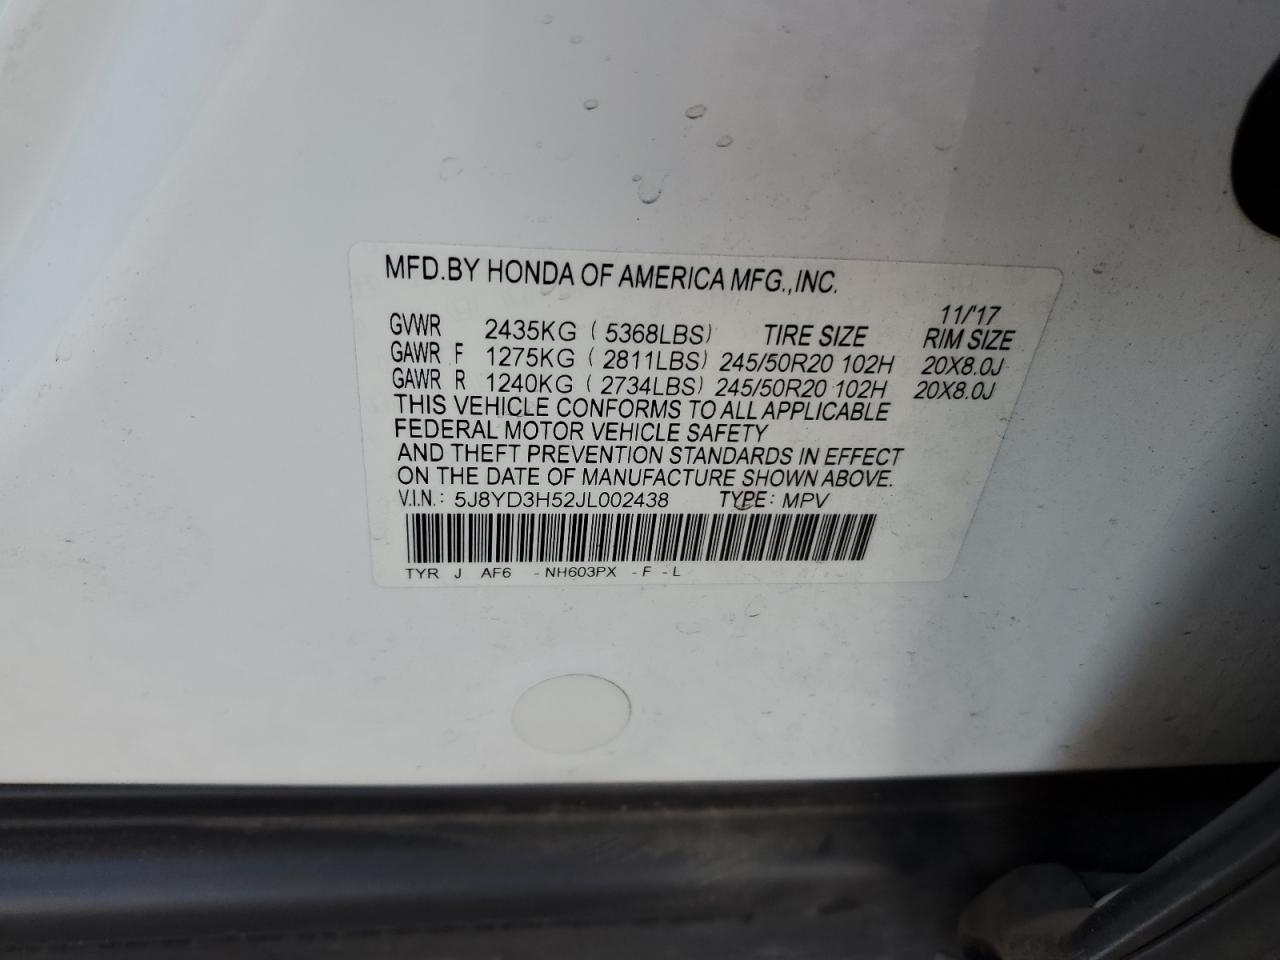 MFD.BY HONDA OF AMERICA MFG.,INC.
11/'17
GVWR 2435KG ( 5368LBS) TIRE SIZE RIM SIZE
GAWR F 1275KG ( 2811LBS) 245/50R20 102H 20X8.0J
GAWR R 1240KG ( 2734LBS) 245/50R20 102H 20X8.0J
THIS VEHICLE CONFORMS TO ALL APPLICABLE
FEDERAL MOTOR VEHICLE SAFETY
AND THEFT PREVENTION STANDARDS IN EFFECT
ON THE DATE OF MANUFACTURE SHOWN ABOVE.
V.I.N.: 5J8YD3H52JL002438 TYPE: MPV
TYR J AF6 -NH603PX -F -L